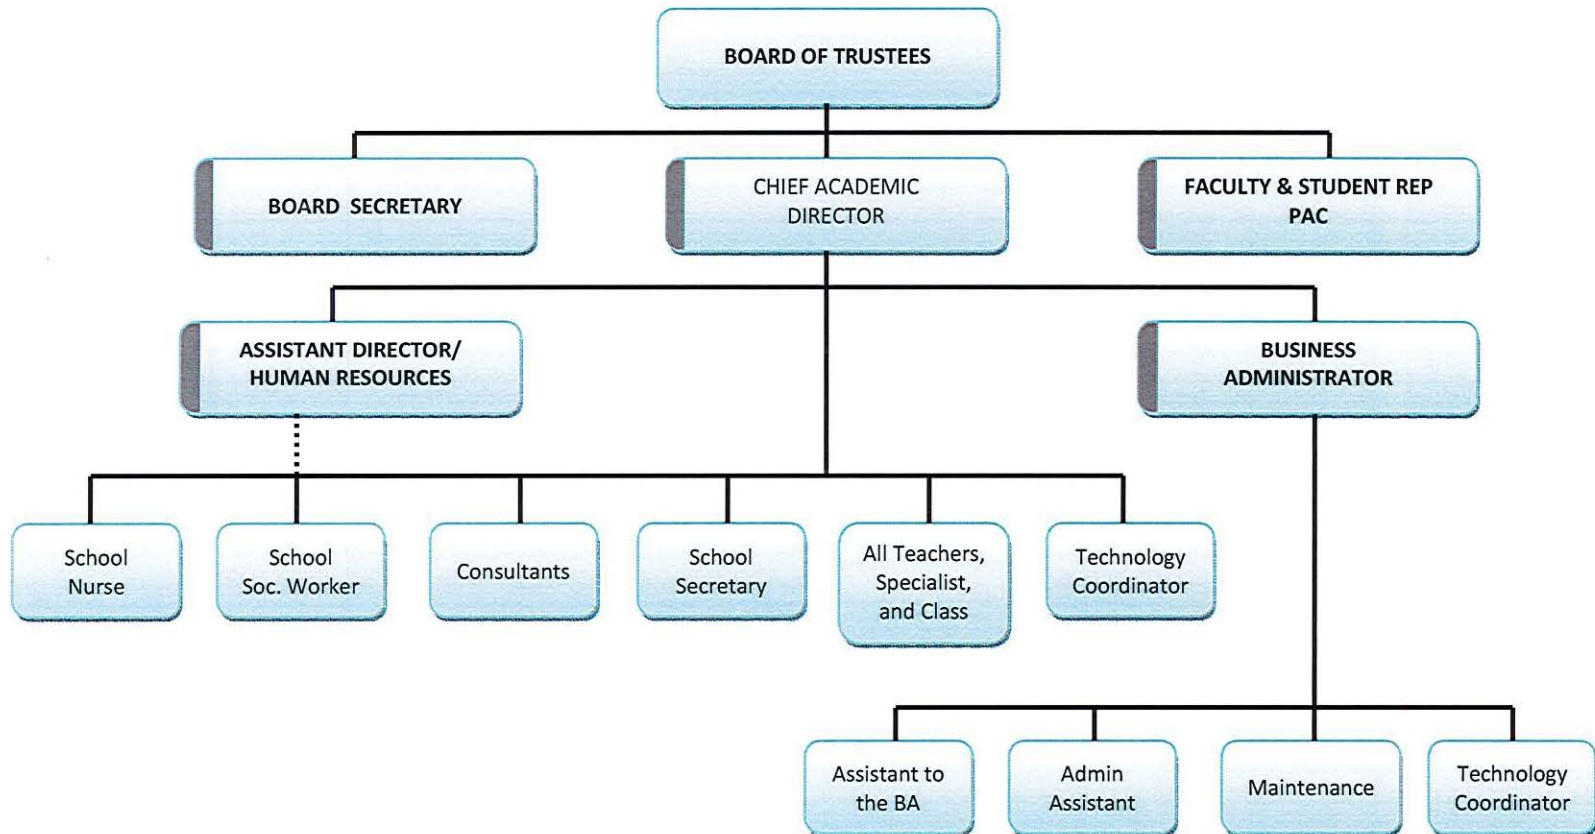 BOARD OF TRUSTEES
BOARD SECRETARY
CHIEF ACADEMIC
DIRECTOR
FACULTY & STUDENT REP
PAC
ASSISTANT DIRECTOR/
HUMAN RESOURCES
BUSINESS
ADMINISTRATOR
School
Nurse
School
Soc. Worker
Consultants
School
Secretary
All Teachers,
Specialist,
and Class
Technology
Coordinator
Assistant to
the BA
Admin
Assistant
Maintenance
Technology
Coordinator